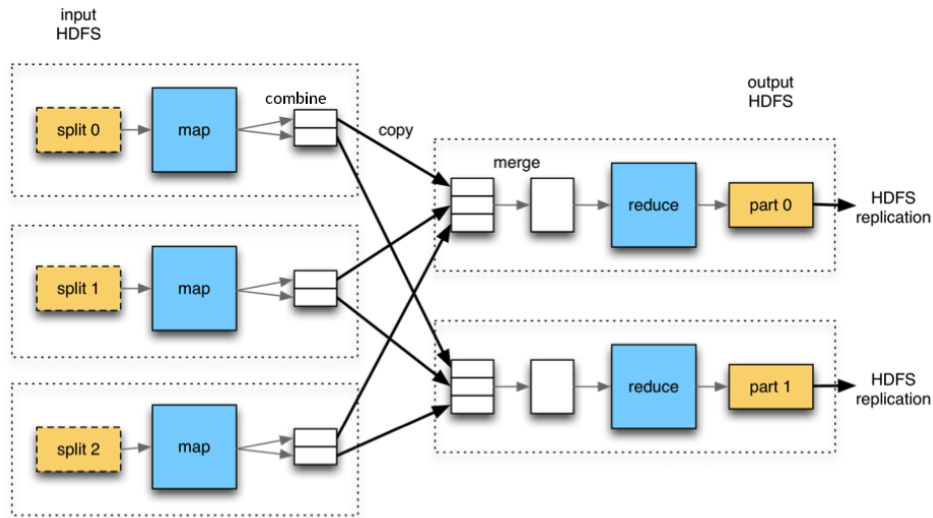 input
HDFS
combine
split 0
map
copy
output
HDFS
merge
reduce
part 0
HDFS
replication
split 1
map
reduce
part 1
HDFS
replication
split 2
map